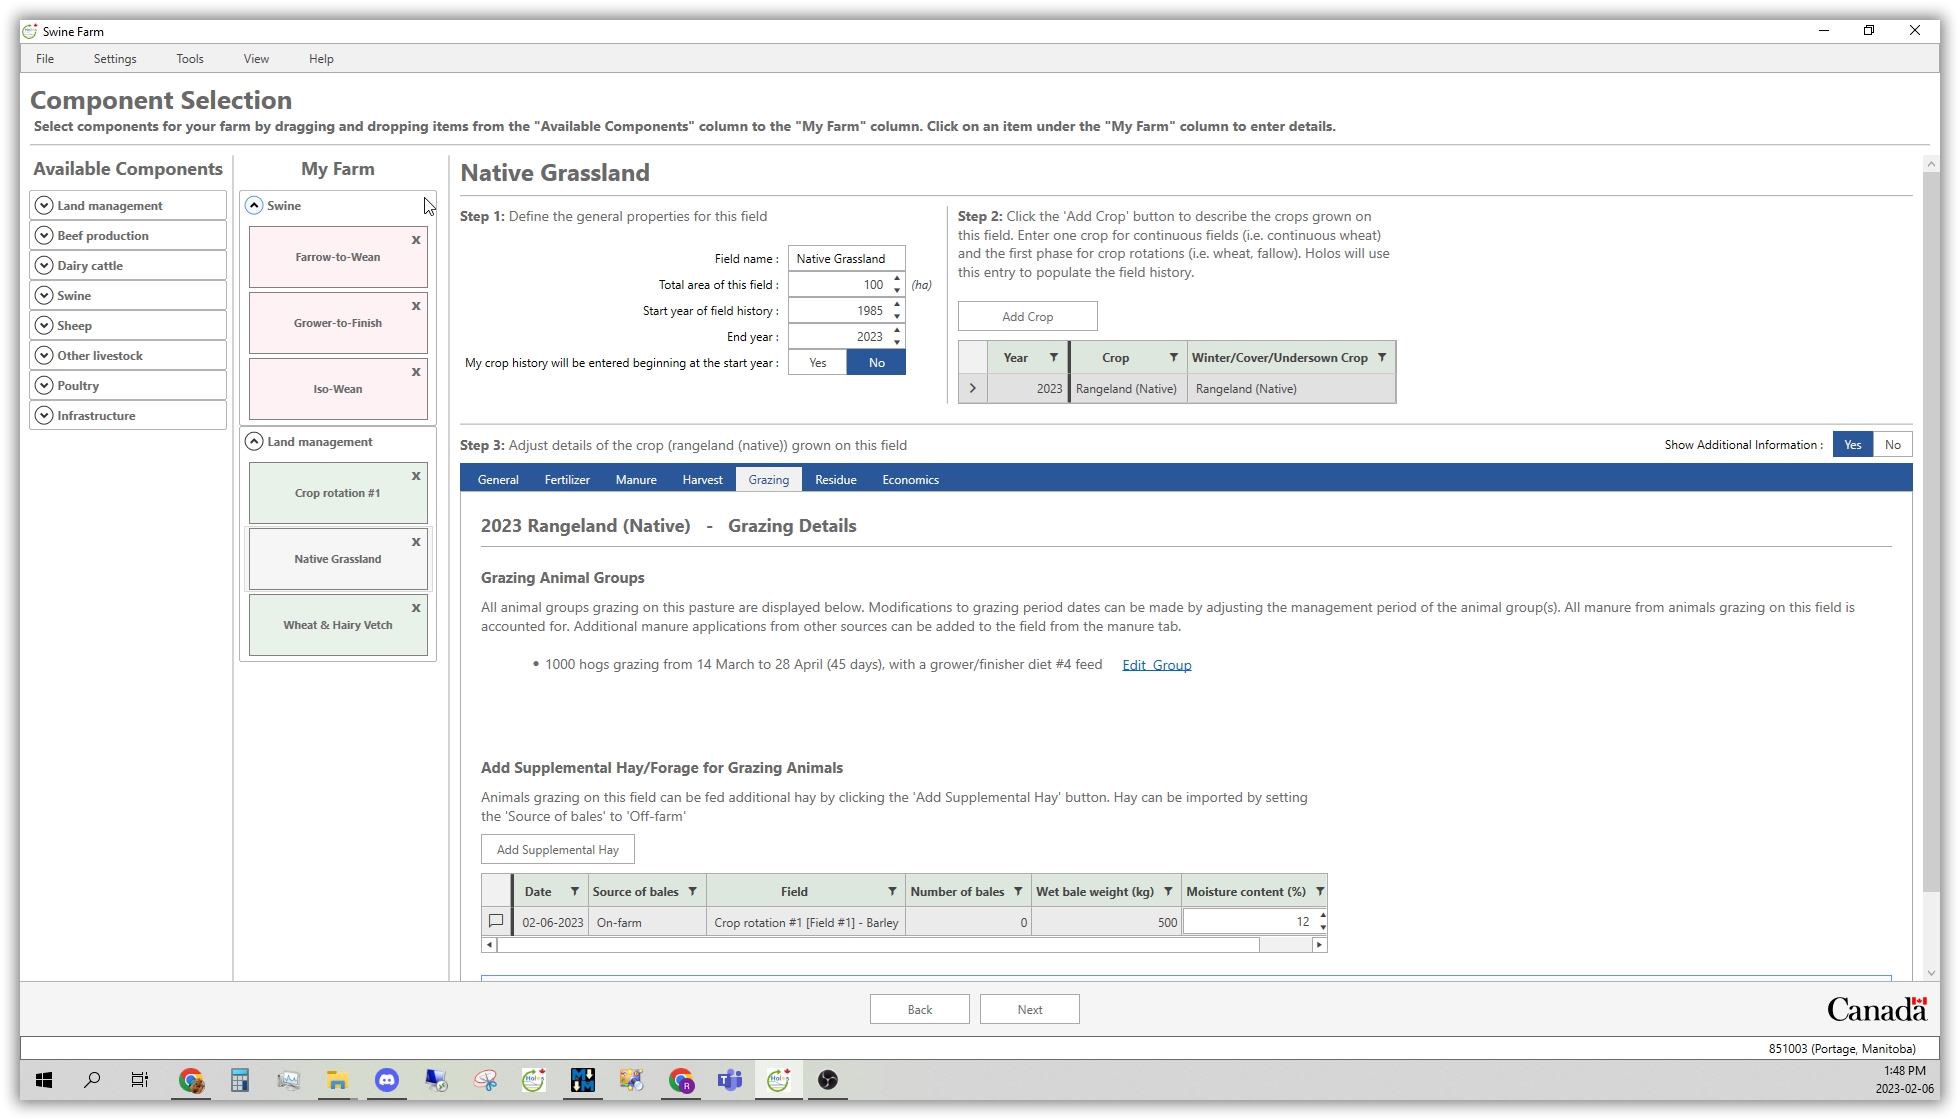 Swine Farm
File Settings Tools View Help
Component Selection
Select components for your farm by dragging and dropping items from the "Available Components" column to the "My Farm" column. Click on an item under the "My Farm" column to enter details.
Available Components
Land management
Beef production
Dairy cattle
Swine
Sheep
Other livestock
Poultry
Infrastructure
My Farm
Swine
X
Farrow-to-Wean
X
Grower-to-Finish
X
Iso-Wean
Land management
X
Crop rotation #1
X
Native Grassland
X
Wheat & Hairy Vetch
Native Grassland
Step 1: Define the general properties for this field
Field name : Native Grassland
Total area of this field : 100 (ha)
Start year of field history : 1985
End year : 2023
My crop history will be entered beginning at the start year : Yes No
Step 2: Click the 'Add Crop' button to describe the crops grown on
this field. Enter one crop for continuous fields (i.e. continuous wheat)
and the first phase for crop rotations (i.e. wheat, fallow). Holos will use
this entry to populate the field history.
Add Crop
Year Crop Winter/Cover/Undersown Crop
2023 Rangeland (Native) Rangeland (Native)
Step 3: Adjust details of the crop (rangeland (native)) grown on this field
Show Additional Information : Yes No
General Fertilizer Manure Harvest Grazing Residue Economics
2023 Rangeland (Native) - Grazing Details
Grazing Animal Groups
All animal groups grazing on this pasture are displayed below. Modifications to grazing period dates can be made by adjusting the management period of the animal group(s). All manure from animals grazing on this field is
accounted for. Additional manure applications from other sources can be added to the field from the manure tab.
• 1000 hogs grazing from 14 March to 28 April (45 days), with a grower/finisher diet #4 feed Edit Group
Add Supplemental Hay/Forage for Grazing Animals
Animals grazing on this field can be fed additional hay by clicking the 'Add Supplemental Hay' button. Hay can be imported by setting
the 'Source of bales' to 'Off-farm'
Add Supplemental Hay
Date Source of bales Field Number of bales Wet bale weight (kg) Moisture content (%)
02-06-2023 On-farm Crop rotation #1 [Field #1] - Barley 0 500 12
Back Next
Canada
851003 (Portage, Manitoba)
1:48 PM
2023-02-06